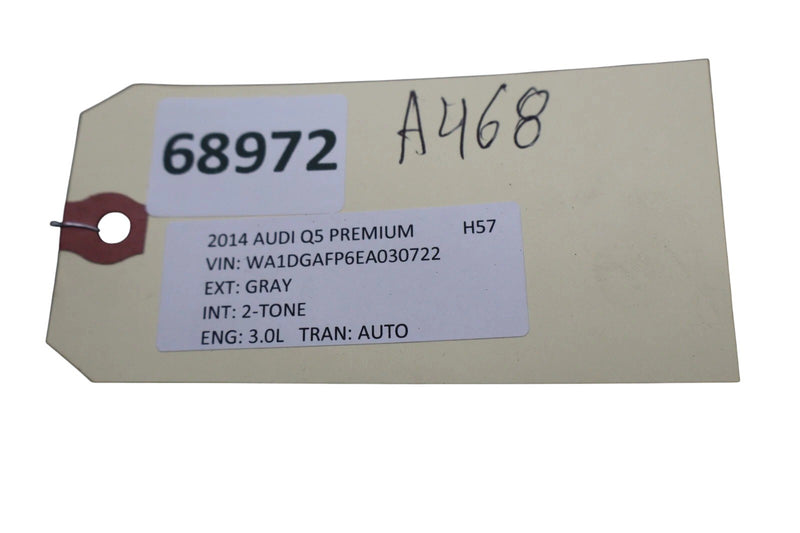 68972
A468
2014 AUDI Q5 PREMIUM H57
VIN: WA1DGAFP6EA030722
EXT: GRAY
INT: 2-TONE
ENG: 3.0L TRAN: AUTO